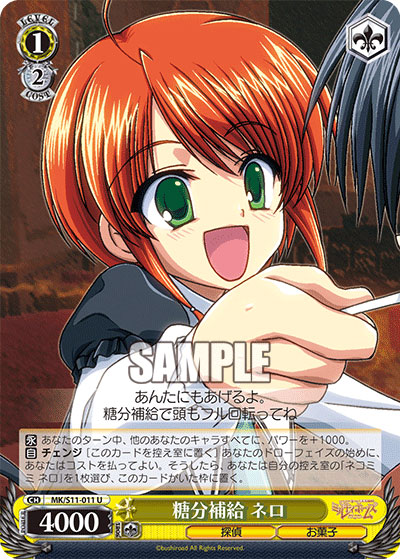 LEVEL
1
2
COST
SAMPLE
あんたにもあげるよ。
糖分補給で頭もフル回転ってね
永 あなたのターン中、他のあなたのキャラすべてに、パワーを＋1000。
自 チェンジ ［このカードを控え室に置く］ あなたのドローフェイズの始めに、あなたはコストを払ってよい。そうしたら、あなたは自分の控え室の「ネコミミ ネロ」を1枚選び、このカードがいた枠に置く。
CH MK/S11-011 U
4000
糖分補給 ネロ
探偵 お菓子
©bushiroad All Rights Reserved.